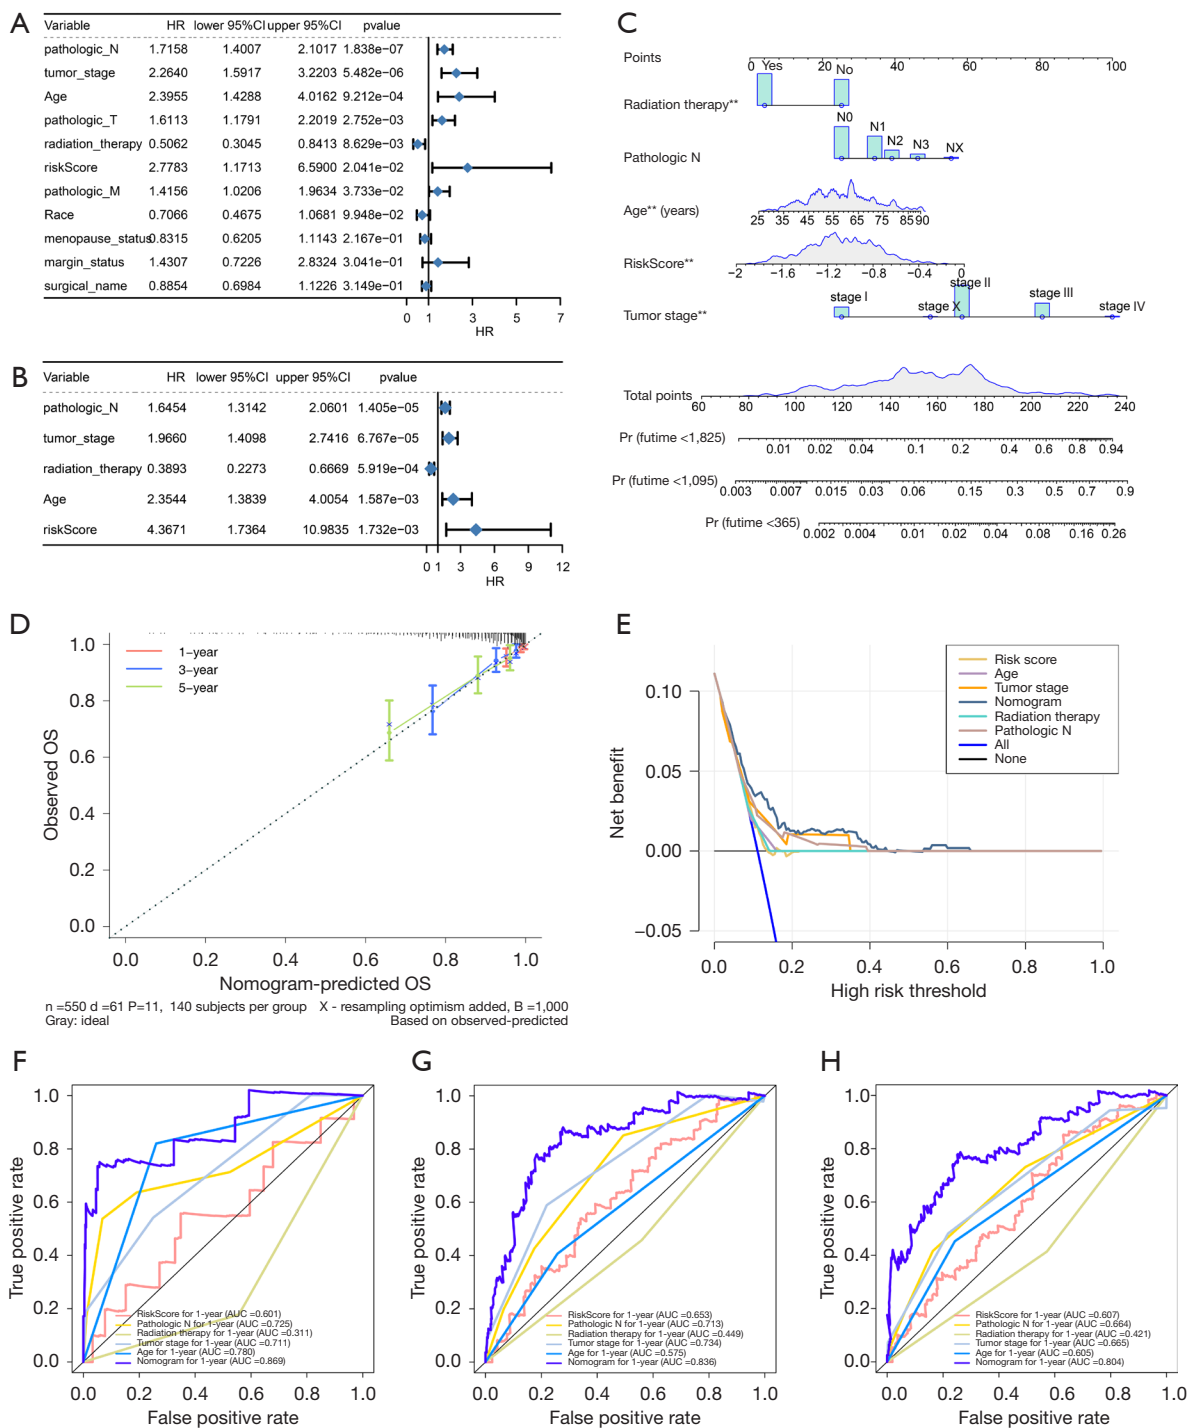 A
Variable HR lower 95%CI upper 95%CI pvalue
pathologic_N 1.7158 1.4007 2.1017 1.838e−07
tumor_stage 2.2640 1.5917 3.2203 5.482e−06
Age 2.3955 1.4288 4.0162 9.212e−04
pathologic_T 1.6113 1.1791 2.2019 2.752e−03
radiation_therapy 0.5062 0.3045 0.8413 8.629e−03
riskScore 2.7783 1.1713 6.5900 2.041e−02
pathologic_M 1.4156 1.0206 1.9634 3.733e−02
Race 0.7066 0.4675 1.0681 9.948e−02
menopause_status 0.8315 0.6205 1.1143 2.167e−01
margin_status 1.4307 0.7226 2.8324 3.041e−01
surgical_name 0.8854 0.6984 1.1226 3.149e−01
0 1 3 5 7
HR
B
Variable HR lower 95%CI upper 95%CI pvalue
pathologic_N 1.6454 1.3142 2.0601 1.405e−05
tumor_stage 1.9660 1.4098 2.7416 6.767e−05
radiation_therapy 0.3893 0.2273 0.6669 5.919e−04
Age 2.3544 1.3839 4.0054 1.587e−03
riskScore 4.3671 1.7364 10.9835 1.732e−03
0 1 3 6 9 12
HR
C
Points
0 20 40 60 80 100
Yes No
Radiation therapy**
N0 N1 N2 N3 NX
Pathologic N
Age** (years)
25 35 45 55 65 75 85 90
RiskScore**
−2 −1.6 −1.2 −0.8 −0.4 0
stage I stage X stage II stage III stage IV
Tumor stage**
Total points
60 80 100 120 140 160 180 200 220 240
Pr (futime <1,825)
0.01 0.02 0.04 0.1 0.2 0.4 0.6 0.8 0.94
Pr (futime <1,095)
0.003 0.007 0.015 0.03 0.06 0.15 0.3 0.5 0.7 0.9
Pr (futime <365)
0.002 0.004 0.01 0.02 0.04 0.08 0.16 0.26
D
1−year
3−year
5−year
Observed OS
1.0
0.8
0.6
0.4
0.2
0.0
0.0 0.2 0.4 0.6 0.8 1.0
Nomogram-predicted OS
n =550 d =61 P=11, 140 subjects per group X - resampling optimism added, B =1,000
Gray: ideal Based on observed-predicted
E
Risk score
Age
Tumor stage
Nomogram
Radiation therapy
Pathologic N
All
None
Net benefit
0.10
0.05
0.00
−0.05
0.0 0.2 0.4 0.6 0.8 1.0
High risk threshold
F
True positive rate
1.0
0.8
0.6
0.4
0.2
0.0
RiskScore for 1-year (AUC =0.601)
Pathologic N for 1-year (AUC =0.725)
Radiation therapy for 1-year (AUC =0.311)
Tumor stage for 1-year (AUC =0.711)
Age for 1-year (AUC =0.780)
Nomogram for 1-year (AUC =0.869)
0.0 0.2 0.4 0.6 0.8 1.0
False positive rate
G
True positive rate
1.0
0.8
0.6
0.4
0.2
0.0
RiskScore for 1-year (AUC =0.653)
Pathologic N for 1-year (AUC =0.713)
Radiation therapy for 1-year (AUC =0.449)
Tumor stage for 1-year (AUC =0.734)
Age for 1-year (AUC =0.575)
Nomogram for 1-year (AUC =0.836)
0.0 0.2 0.4 0.6 0.8 1.0
False positive rate
H
True positive rate
1.0
0.8
0.6
0.4
0.2
0.0
RiskScore for 1-year (AUC =0.607)
Pathologic N for 1-year (AUC =0.664)
Radiation therapy for 1-year (AUC =0.421)
Tumor stage for 1-year (AUC =0.665)
Age for 1-year (AUC =0.605)
Nomogram for 1-year (AUC =0.804)
0.0 0.2 0.4 0.6 0.8 1.0
False positive rate